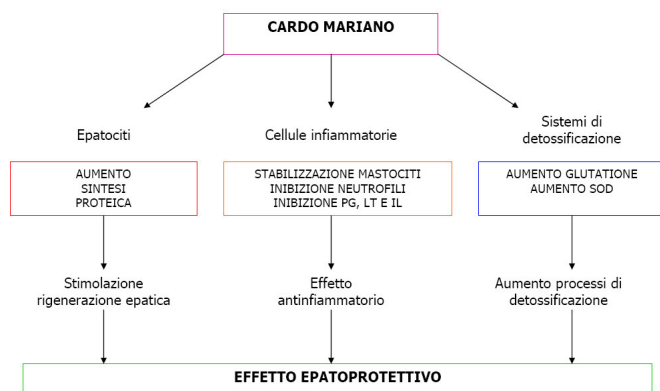 CARDO MARIANO
Epatociti
Cellule infiammatorie
Sistemi di
detossificazione
AUMENTO
SINTESI
PROTEICA
STABILIZZAZIONE MASTOCITI
INIBIZIONE NEUTROFILI
INIBIZIONE PG, LT E IL
AUMENTO GLUTATIONE
AUMENTO SOD
Stimolazione
rigenerazione epatica
Effetto
antinfiammatorio
Aumento processi di
detossificazione
EFFETTO EPATOPROTETTIVO